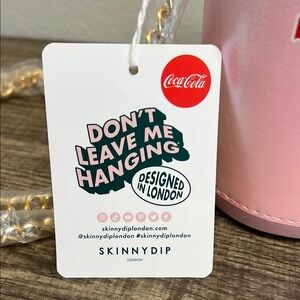 Coca-Cola
DON'T
LEAVE ME
HANGING
DESIGNED
IN LONDON
skinnydiplondon.com
@skinnydiplondon #skinnydiplondon
SKINNYDIP
LONDON